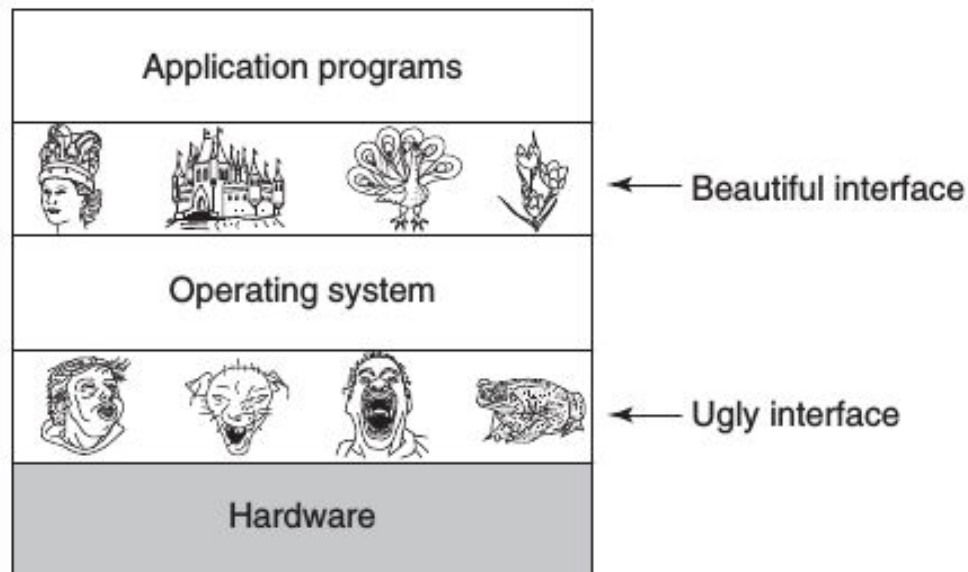 Application programs
Beautiful interface
Operating system
Ugly interface
Hardware